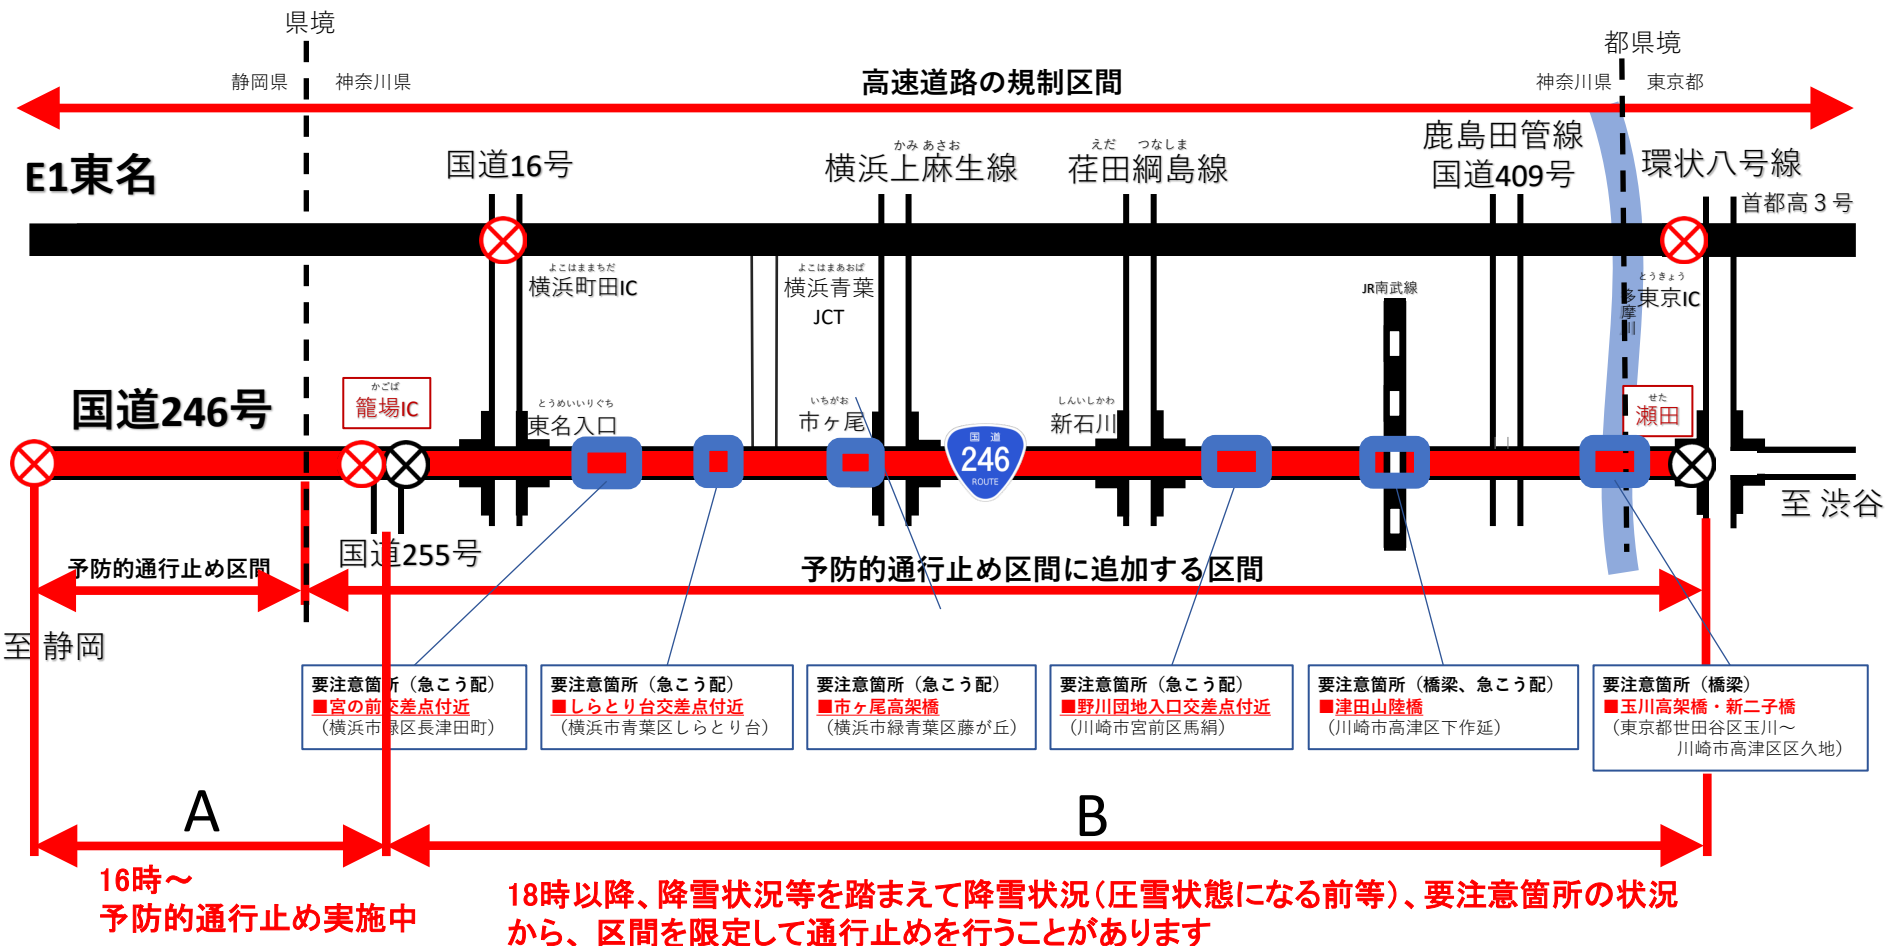 県境
都県境
静岡県
神奈川県
高速道路の規制区間
神奈川県
東京都
E1東名
国道16号
かみ あさお
横浜上麻生線
えだ つなしま
荏田綱島線
鹿島田管線
国道409号
環状八号線
首都高３号
よこはままちだ
横浜町田IC
よこはまあおば
横浜青葉
JCT
JR南武線
とうきょう
東京IC
多摩川
国道246号
かごば
籠場IC
とうめいいりぐち
東名入口
いちがお
市ヶ尾
しんいしかわ
新石川
せた
瀬田
国道
246
ROUTE
至 渋谷
国道255号
予防的通行止め区間
予防的通行止め区間に追加する区間
至 静岡
要注意箇所（急こう配）
■宮の前交差点付近
（横浜市緑区長津田町）
要注意箇所（急こう配）
■しらとり台交差点付近
（横浜市青葉区しらとり台）
要注意箇所（急こう配）
■市ヶ尾高架橋
（横浜市緑青葉区藤が丘）
要注意箇所（急こう配）
■野川団地入口交差点付近
（川崎市宮前区馬絹）
要注意箇所（橋梁、急こう配）
■津田山陸橋
（川崎市高津区下作延）
要注意箇所（橋梁）
■玉川高架橋・新二子橋
（東京都世田谷区玉川～
川崎市高津区区久地）
A
B
16時～
予防的通行止め実施中
18時以降、降雪状況等を踏まえて降雪状況（圧雪状態になる前等）、要注意箇所の状況
から、区間を限定して通行止めを行うことがあります